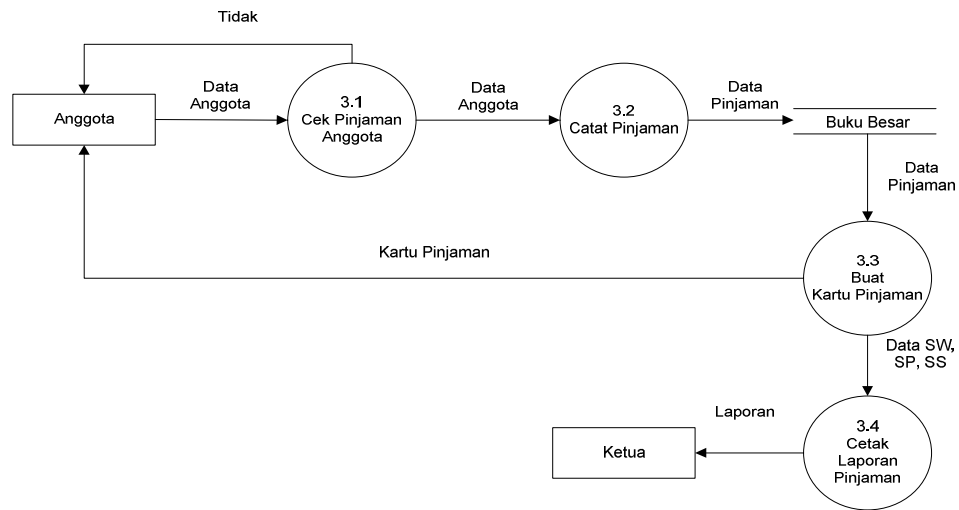 Tidak
Anggota
Data
Anggota
3.1
Cek Pinjaman
Anggota
Data
Anggota
3.2
Catat Pinjaman
Data
Pinjaman
Buku Besar
Data
Pinjaman
Kartu Pinjaman
3.3
Buat
Kartu Pinjaman
Data SW,
SP, SS
Laporan
Ketua
3.4
Cetak
Laporan
Pinjaman